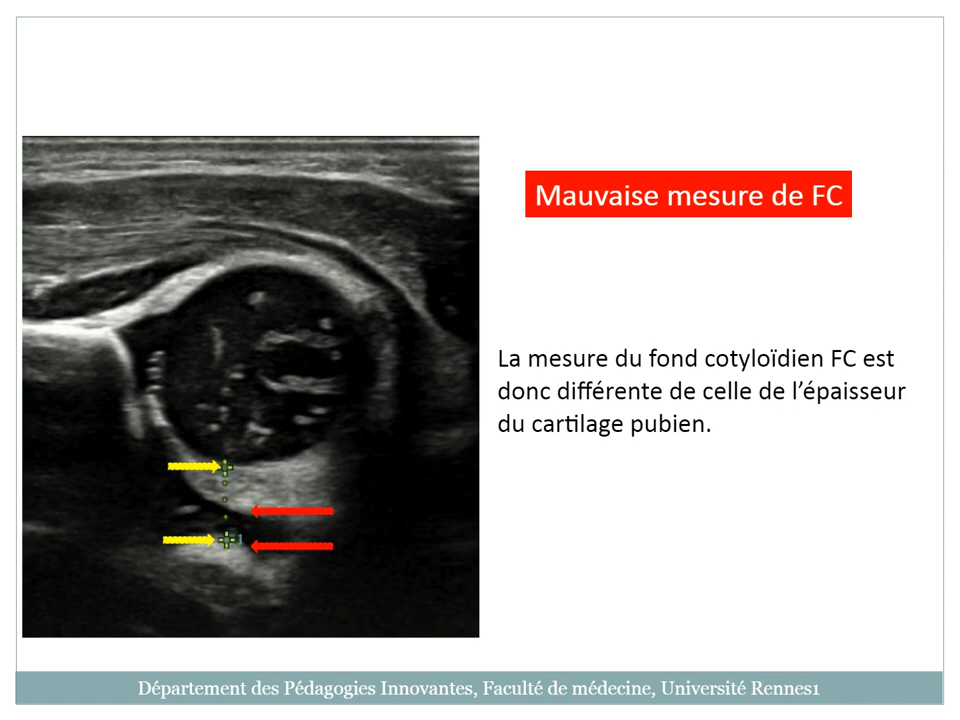 Mauvaise mesure de FC
La mesure du fond cotyloïdien FC est
donc différente de celle de l’épaisseur
du cartilage pubien.
1
Département des Pédagogies Innovantes, Faculté de médecine, Université Rennes1